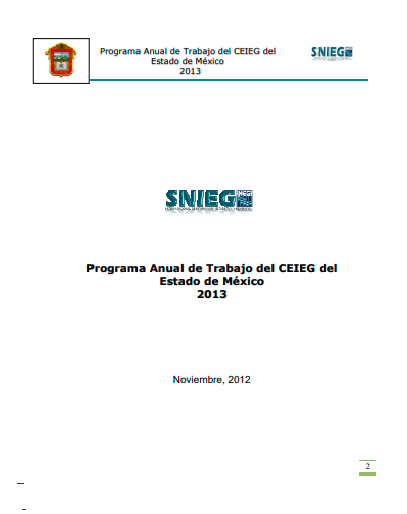 Programa Anual de Trabajo del CEIEG del
Estado de México
2013
SNIEG
SNIEG
INEGI
Programa Anual de Trabajo del CEIEG del
Estado de México
2013
Noviembre, 2012
2